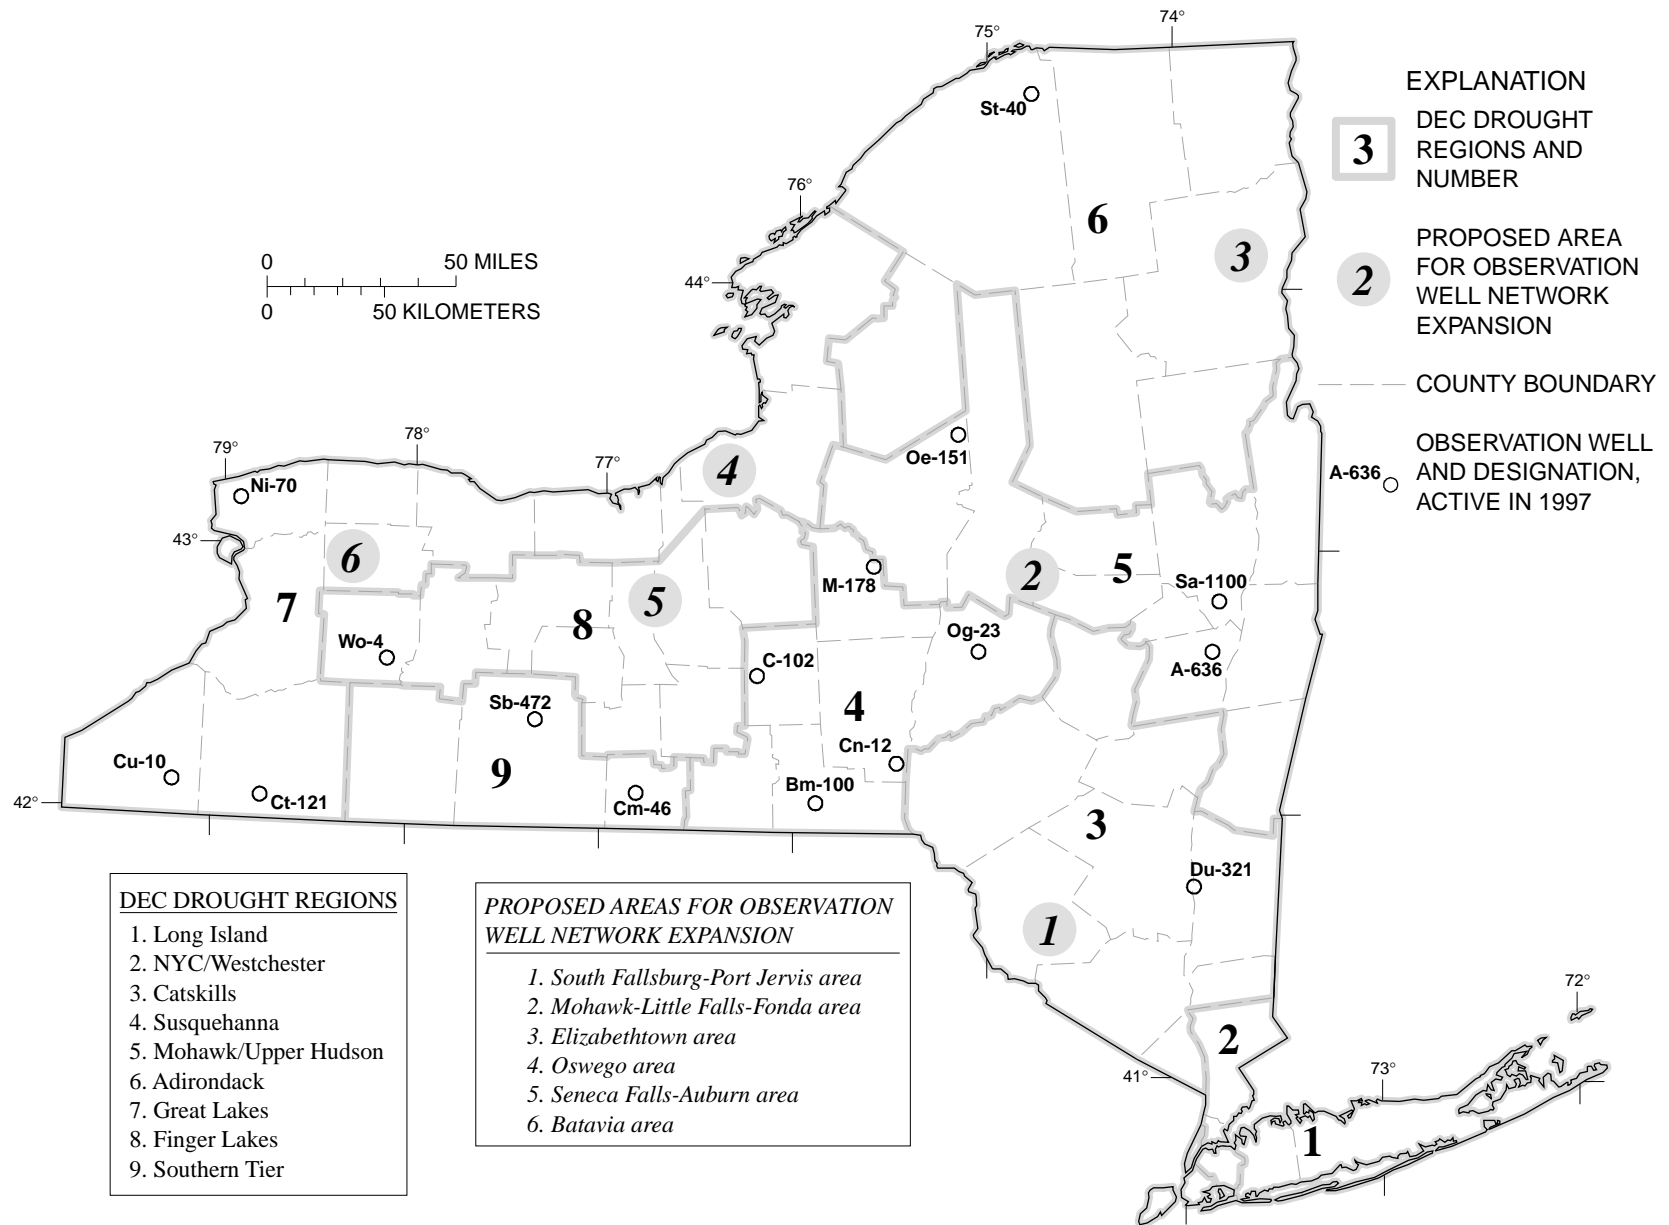 74°
75°
EXPLANATION
St-40
3
DEC DROUGHT
REGIONS AND
NUMBER
76°
6
3
2
PROPOSED AREA
FOR OBSERVATION
WELL NETWORK
EXPANSION
0 50 MILES
0 50 KILOMETERS
44°
COUNTY BOUNDARY
79°
78°
77°
4
Oe-151
A-636
OBSERVATION WELL
AND DESIGNATION,
ACTIVE IN 1997
Ni-70
43°
6
7
5
8
M-178
2
5
Sa-1100
Wo-4
Og-23
C-102
A-636
Sb-472
4
Cn-12
Cu-10
9
Ct-121
Cm-46
Bm-100
42°
3
Du-321
1
DEC DROUGHT REGIONS
1. Long Island
2. NYC/Westchester
3. Catskills
4. Susquehanna
5. Mohawk/Upper Hudson
6. Adirondack
7. Great Lakes
8. Finger Lakes
9. Southern Tier
PROPOSED AREAS FOR OBSERVATION
WELL NETWORK EXPANSION
1. South Fallsburg-Port Jervis area
2. Mohawk-Little Falls-Fonda area
3. Elizabethtown area
4. Oswego area
5. Seneca Falls-Auburn area
6. Batavia area
72°
2
41°
73°
1